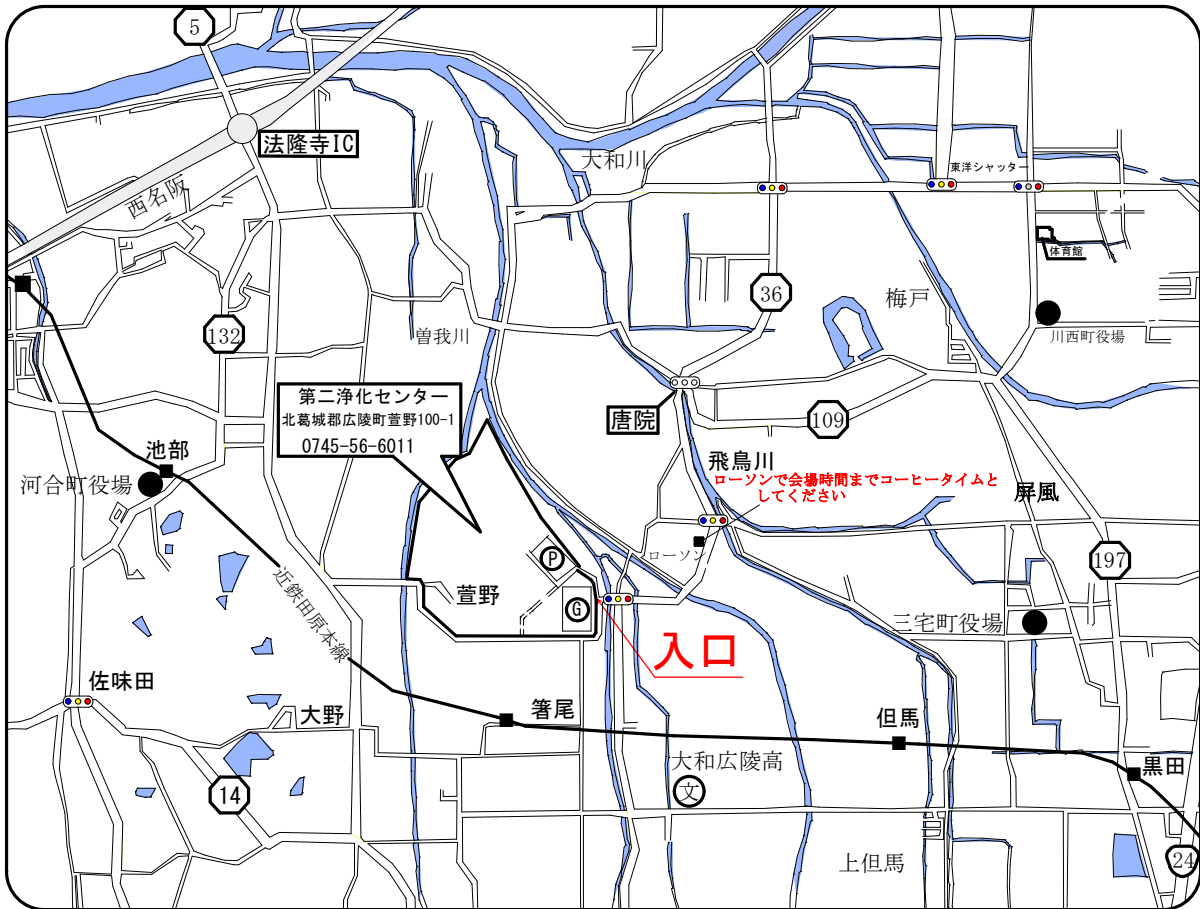 5
法隆寺IC
大和川
東洋シャッター
西名阪
体育館
36
梅戸
132
曽我川
川西町役場
第二浄化センター
北葛城郡広陵町萱野100-1
0745-56-6011
唐院
109
池部
河合町役場
飛鳥川
ローソンで会場時間までコーヒータイムと
してください
屏風
ローソン
P
197
近鉄田原本線
萱野
G
三宅町役場
入口
佐味田
大野
箸尾
但馬
大和広陵高
文
黒田
14
上但馬
24